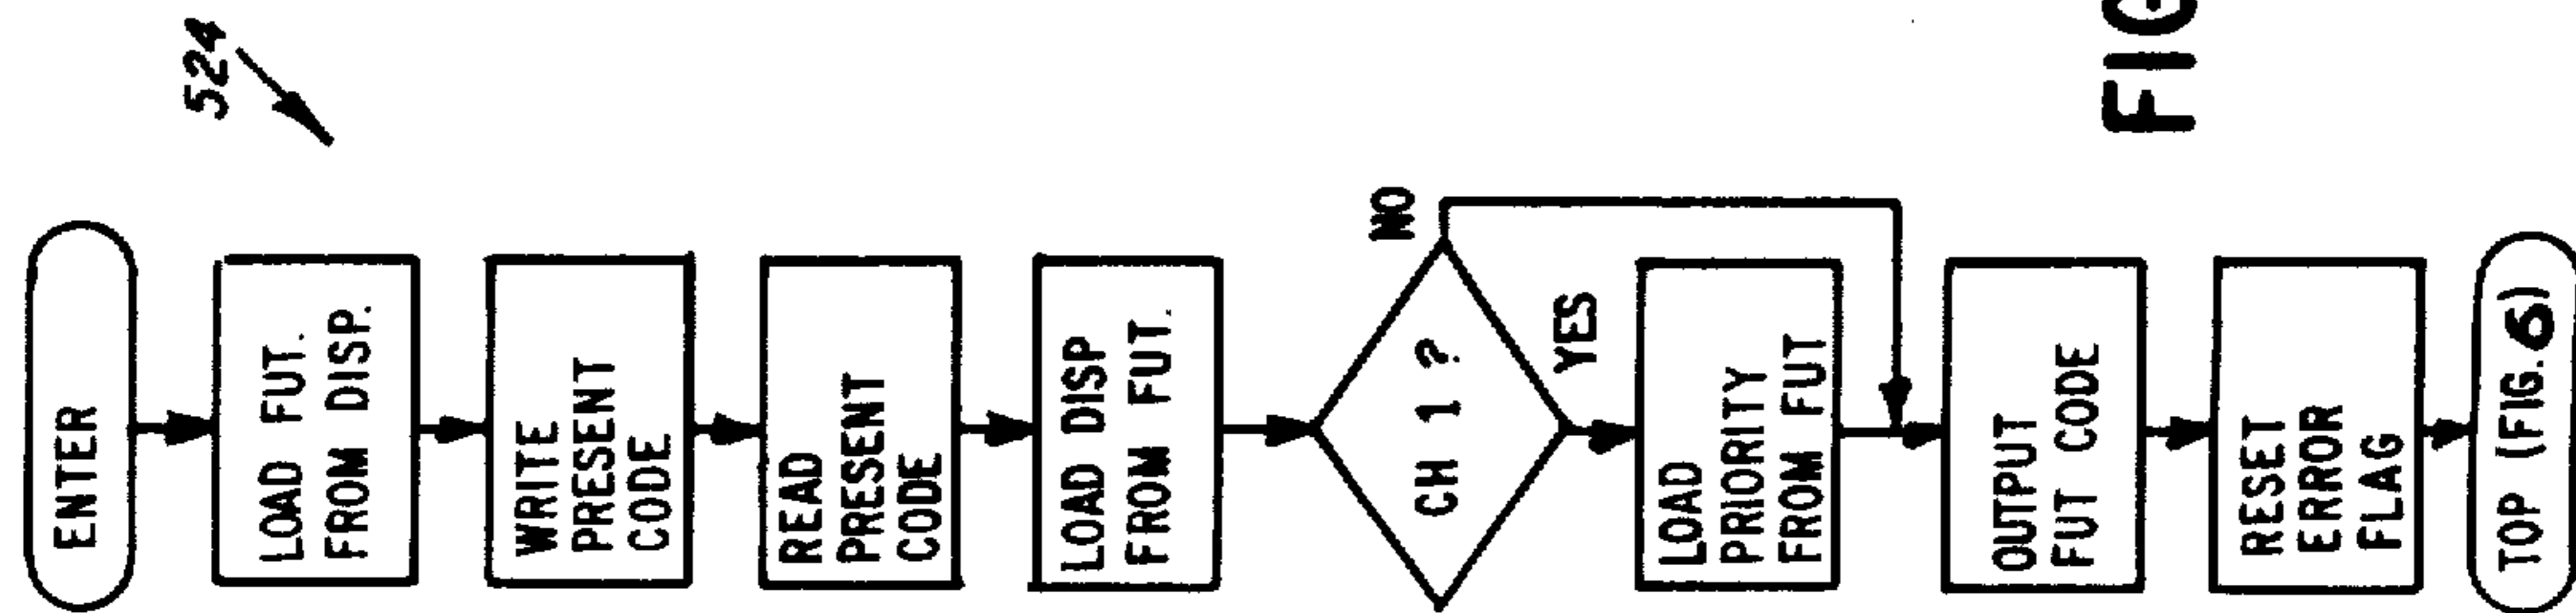 524
ENTER
LOAD FUT.
FROM DISP.
WRITE
PRESENT
CODE
READ
PRESENT
CODE
LOAD DISP
FROM FUT.
CH 1 ?
NO
YES
LOAD
PRIORITY
FROM FUT
OUTPUT
FUT CODE
RESET
ERROR
FLAG
TOP (FIG. 6)
FIG